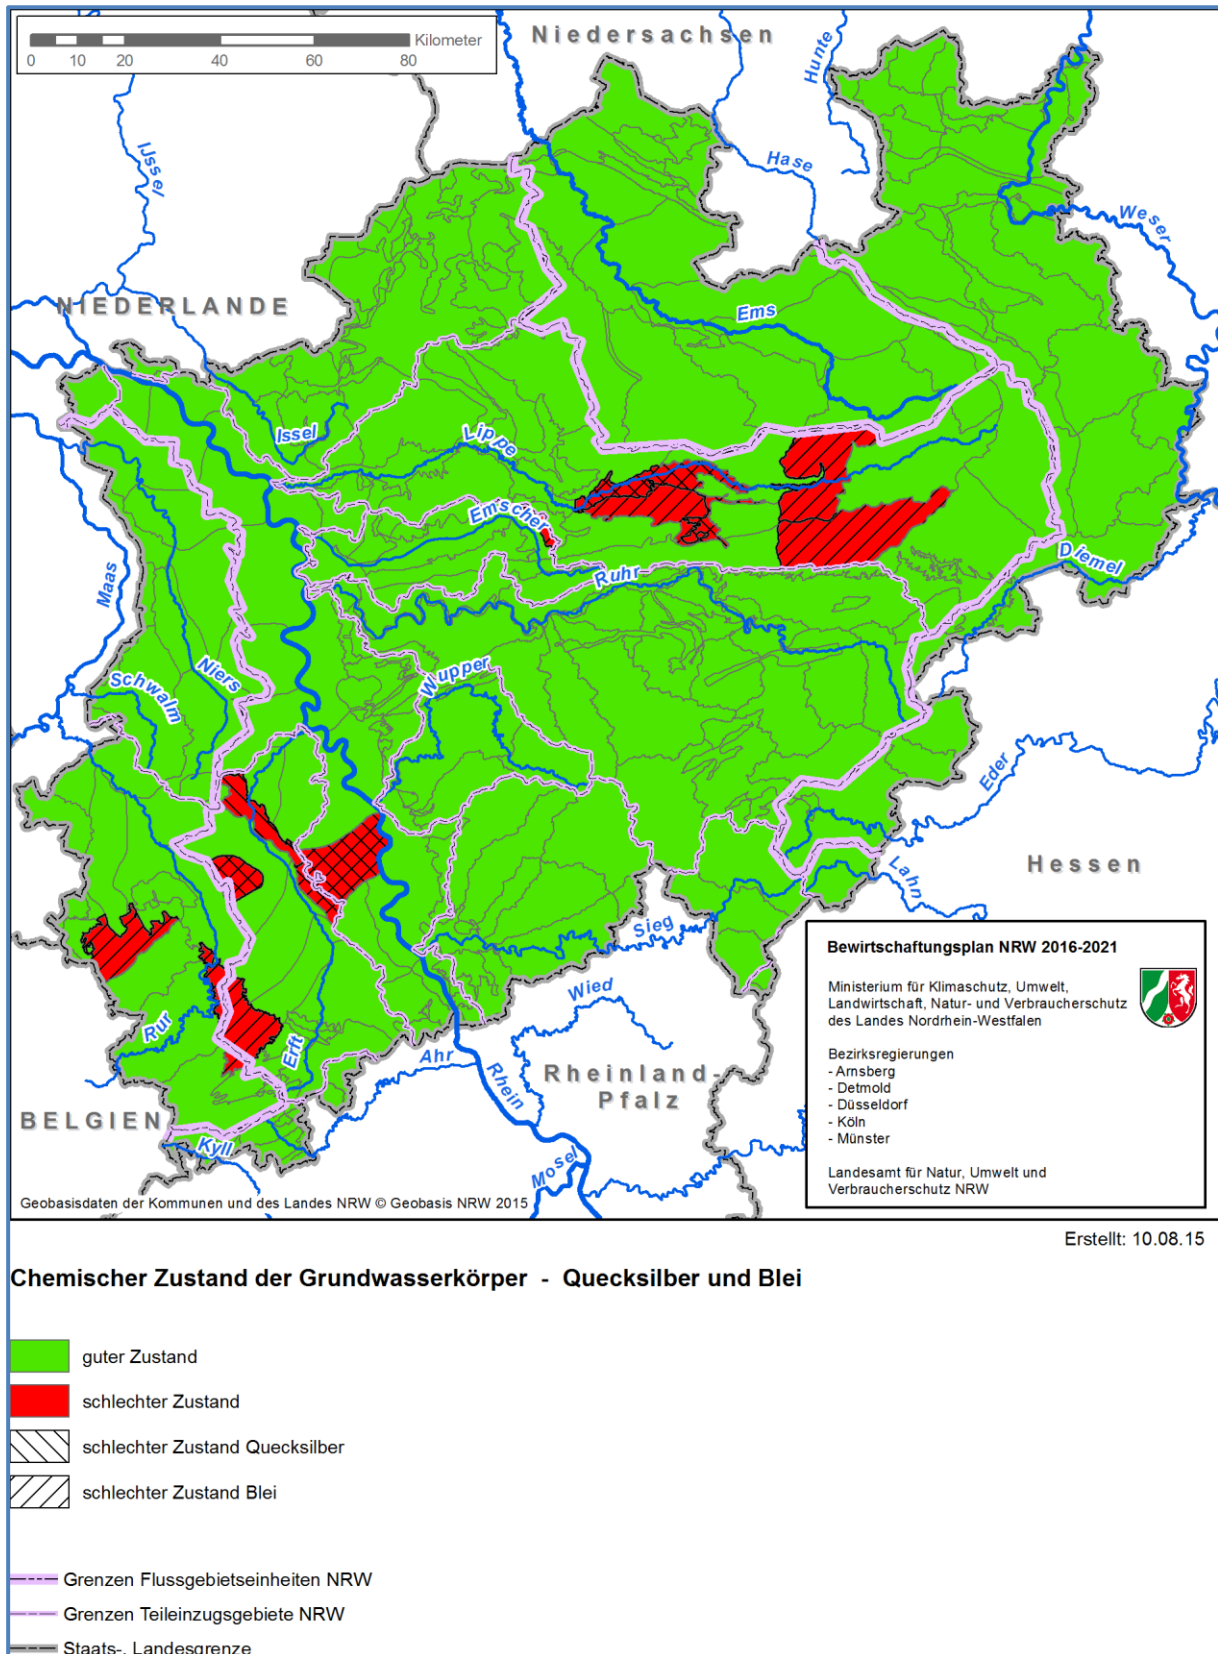 Kilometer
0 10 20 40 60 80
Niedersachsen
Hunte
IJssel
Hase
Weser
NIEDERLANDE
Ems
Issel
Lippe
Emscher
Maas
Ruhr
Diemel
Schwalm
Niers
Wupper
Eder
Hessen
Lahn
Sieg
Wied
Rur
Erft
Ahr
Rhein
Rheinland-
Pfalz
BELGIEN
Kyll
Mosel
Bewirtschaftungsplan NRW 2016-2021
Ministerium für Klimaschutz, Umwelt,
Landwirtschaft, Natur- und Verbraucherschutz
des Landes Nordrhein-Westfalen
Bezirksregierungen
- Arnsberg
- Detmold
- Düsseldorf
- Köln
- Münster
Landesamt für Natur, Umwelt und
Verbraucherschutz NRW
Geobasisdaten der Kommunen und des Landes NRW © Geobasis NRW 2015
Erstellt: 10.08.15
Chemischer Zustand der Grundwasserkörper - Quecksilber und Blei
guter Zustand
schlechter Zustand
schlechter Zustand Quecksilber
schlechter Zustand Blei
Grenzen Flussgebietseinheiten NRW
Grenzen Teileinzugsgebiete NRW
Staats-, Landesgrenze